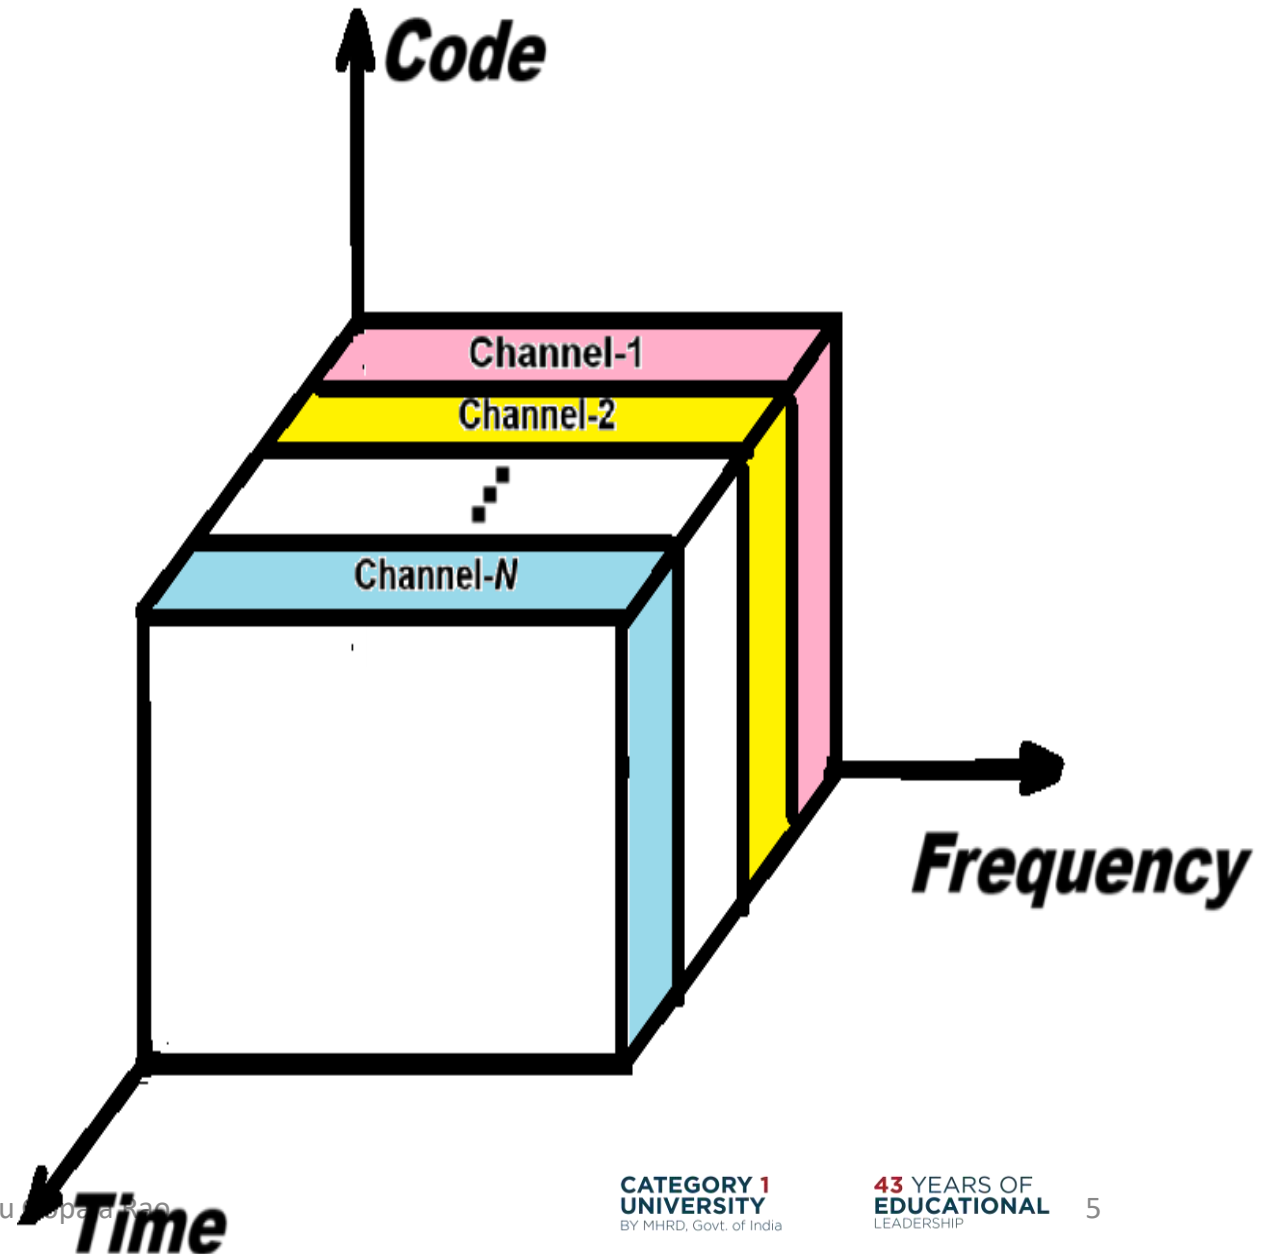 Code
Channel-1
Channel-2
Channel-N
Frequency
Time
CATEGORY 1
UNIVERSITY
BY MHRD, Govt. of India
43 YEARS OF
EDUCATIONAL
LEADERSHIP
5